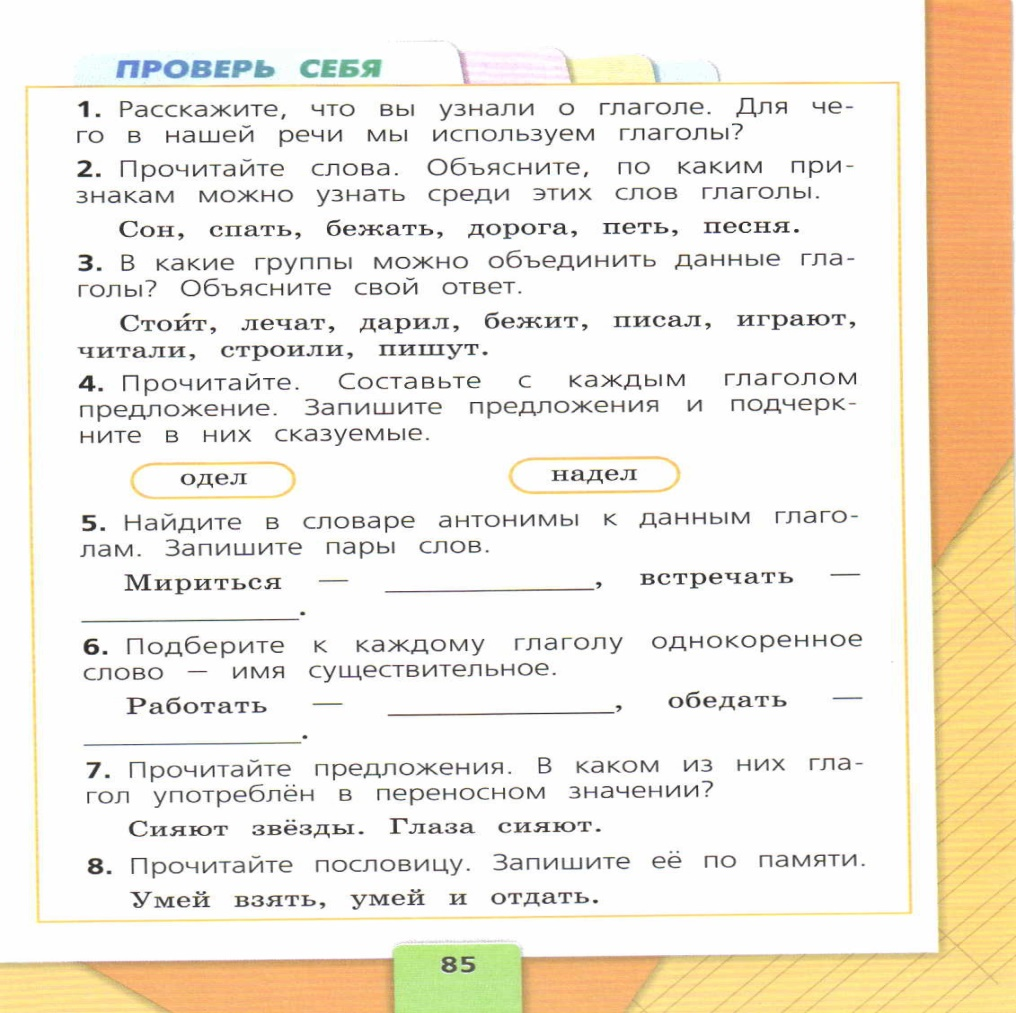 ПРОВЕРЬ СЕБЯ
1. Расскажите, что вы узнали о глаголе. Для че-
го в нашей речи мы используем глаголы?
2. Прочитайте слова. Объясните, по каким при-
знакам можно узнать среди этих слов глаголы.
Сон, спать, бежать, дорога, петь, песня.
3. В какие группы можно объединить данные гла-
голы? Объясните свой ответ.
Стои́т, лечат, дарил, бежит, писал, играют,
читали, строили, пишут.
4. Прочитайте. Составьте с каждым глаголом
предложение. Запишите предложения и подчерк-
ните в них сказуемые.
одел надел
5. Найдите в словаре антонимы к данным глаго-
лам. Запишите пары слов.
Мириться — ____________, встречать —
____________.
6. Подберите к каждому глаголу однокоренное
слово — имя существительное.
Работать — ____________, обедать —
____________.
7. Прочитайте предложения. В каком из них гла-
гол употреблён в переносном значении?
Сияют звёзды. Глаза сияют.
8. Прочитайте пословицу. Запишите её по памяти.
Умей взять, умей и отдать.
85